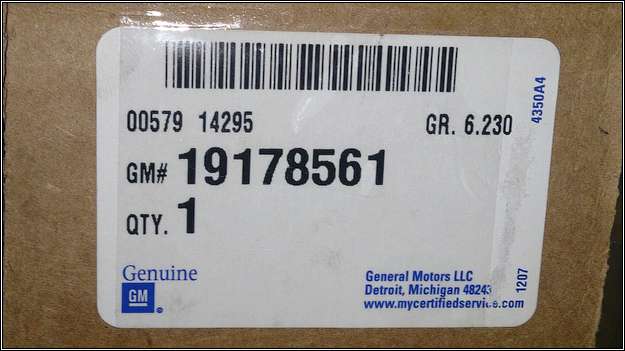 00579 14295 GR. 6.230
GM# 19178561
QTY. 1
Genuine
GM
General Motors LLC
Detroit, Michigan 48243
www.mycertifiedservice.com
4350A4
1207